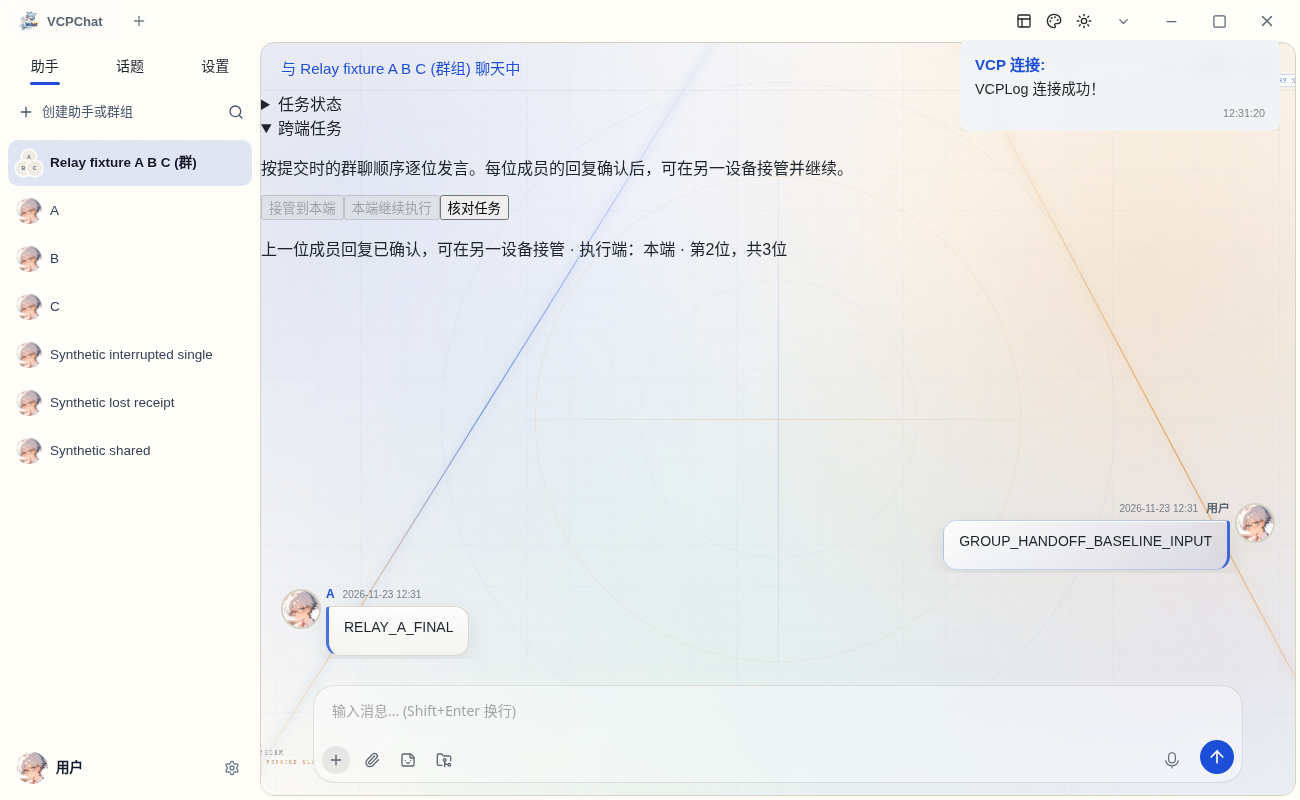 VCPChat
助手 话题 设置
创建助手或群组
Relay fixture A B C (群)
A
B
C
Synthetic interrupted single
Synthetic lost receipt
Synthetic shared
用户
与 Relay fixture A B C (群组) 聊天中
VCP 连接:
VCPLog 连接成功!
12:31:20
任务状态
跨端任务
按提交时的群聊顺序逐位发言。每位成员的回复确认后，可在另一设备接管并继续。
接管到本端 本端继续执行 核对任务
上一位成员回复已确认，可在另一设备接管 · 执行端：本端 · 第2位，共3位
2026-11-23 12:31 用户
GROUP_HANDOFF_BASELINE_INPUT
A 2026-11-23 12:31
RELAY_A_FINAL
输入消息... (Shift+Enter 换行)